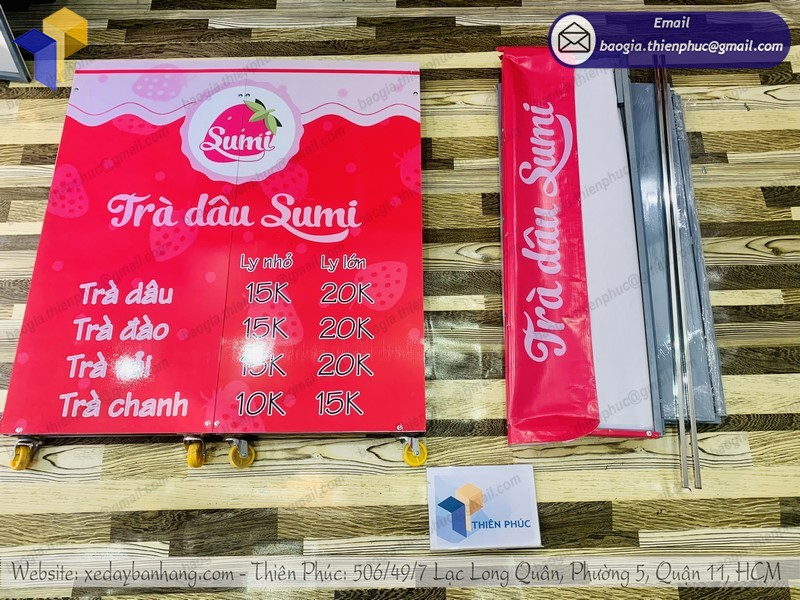 Email
baogia.thienphuc@gmail.com
Sumi
Trà dâu Sumi
Ly nhỏ Ly lớn
Trà dâu 15K 20K
Trà đào 15K 20K
Trà 15K 20K
Trà chanh 10K 15K
Trà dâu Sumi
THIÊN PHÚC
Website: xedaybanhang.com - Thiên Phúc: 506/49/7 Lạc Long Quân, Phường 5, Quận 11, HCM